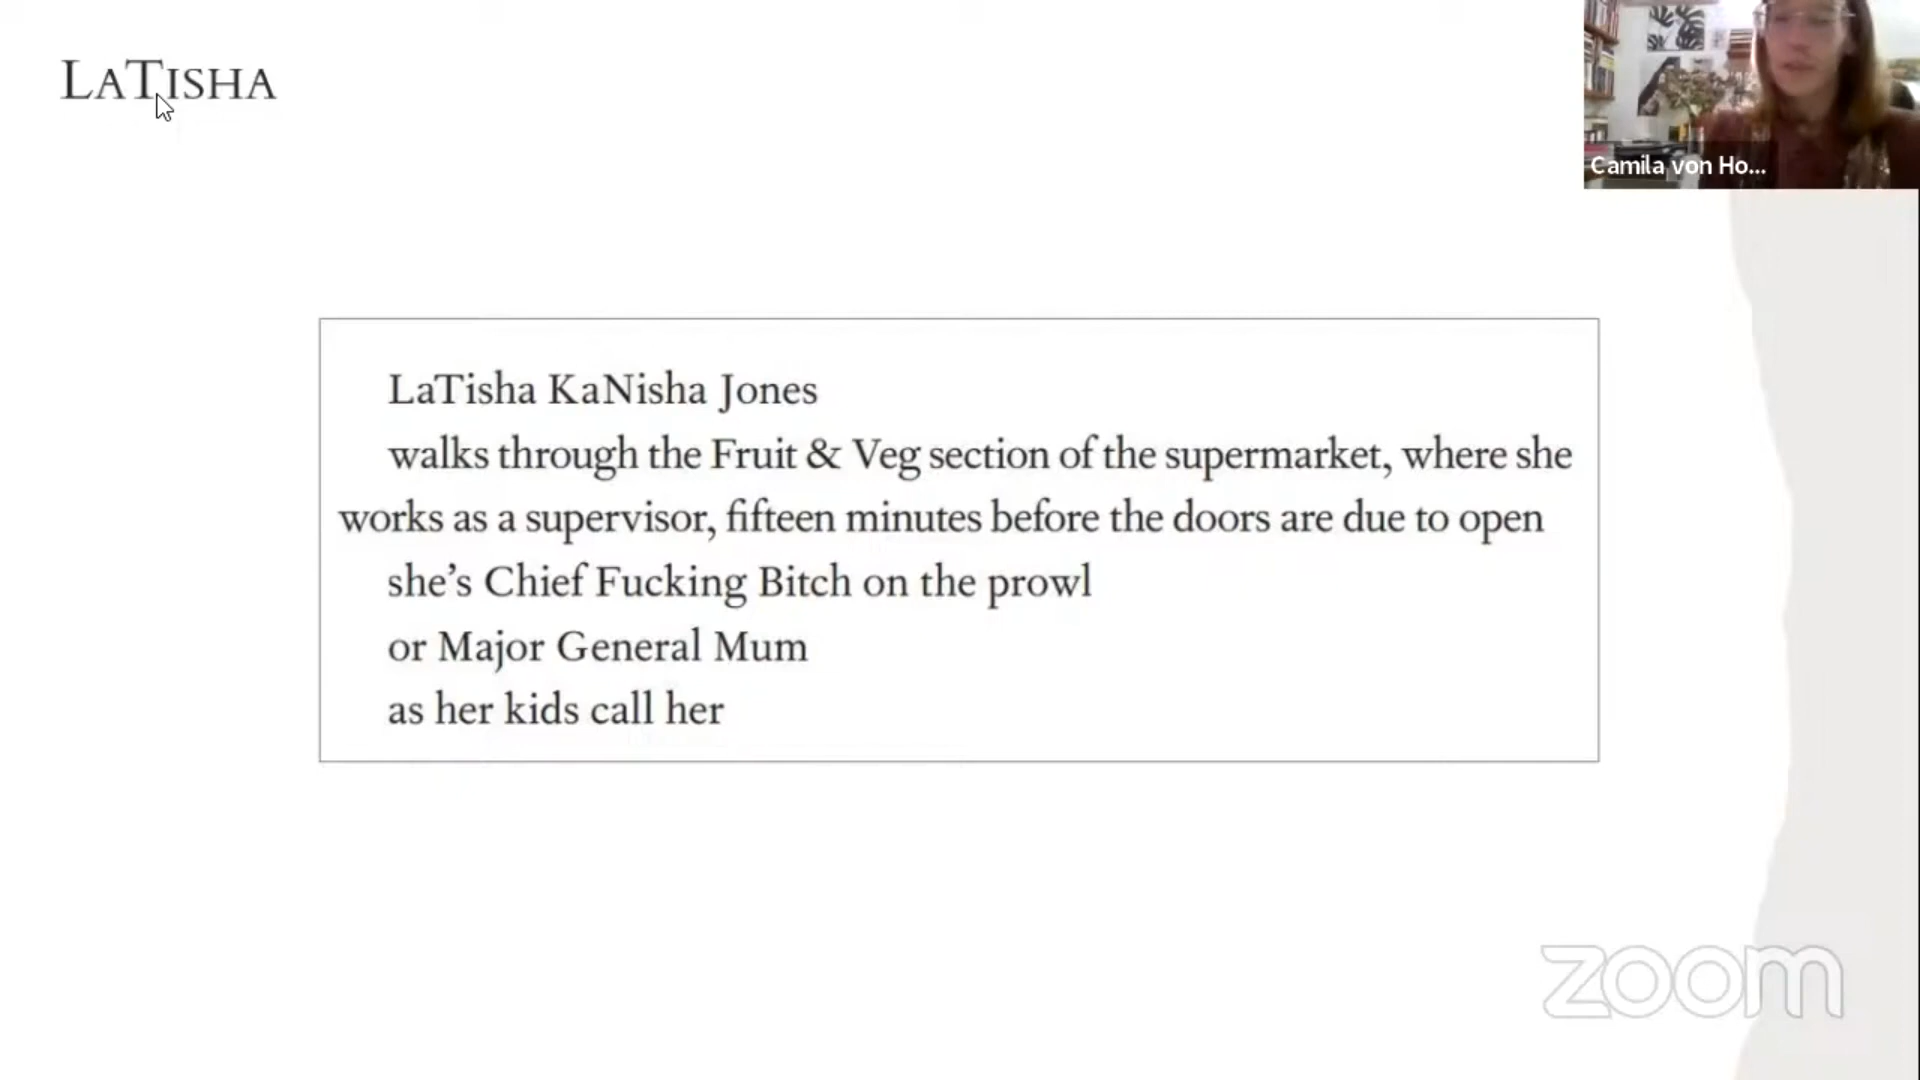 LATISHA
Camila von Ho...
LaTisha KaNisha Jones
walks through the Fruit & Veg section of the supermarket, where she
works as a supervisor, fifteen minutes before the doors are due to open
she’s Chief Fucking Bitch on the prowl
or Major General Mum
as her kids call her
zoom